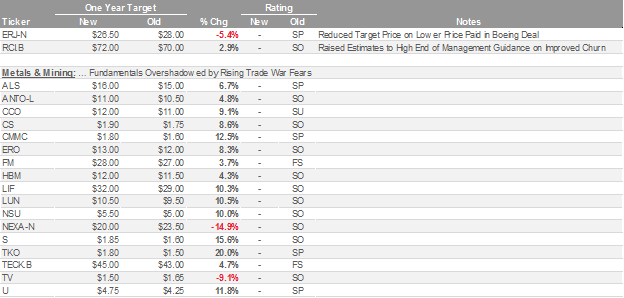 One Year Target Rating
Ticker New Old % Chg New Old Notes
ERJ-N $26.50 $28.00 -5.4% - SP Reduced Target Price on Lower Price Paid in Boeing Deal
RCI.B $72.00 $70.00 2.9% - SO Raised Estimates to High End of Management Guidance on Improved Churn
Metals & Mining: ... Fundamentals Overshadowed by Rising Trade War Fears
ALS $16.00 $15.00 6.7% - SP
ANTO-L $11.00 $10.50 4.8% - SO
CCO $12.00 $11.00 9.1% - SU
CS $1.90 $1.75 8.6% - SO
CMMC $1.80 $1.60 12.5% - SP
ERO $13.00 $12.00 8.3% - SO
FM $28.00 $27.00 3.7% - FS
HBM $12.00 $11.50 4.3% - SO
LIF $32.00 $29.00 10.3% - SO
LUN $10.50 $9.50 10.5% - SO
NSU $5.50 $5.00 10.0% - SO
NEXA-N $20.00 $23.50 -14.9% - SO
S $1.85 $1.60 15.6% - SO
TKO $1.80 $1.50 20.0% - SP
TECK.B $45.00 $43.00 4.7% - FS
TV $1.50 $1.65 -9.1% - SO
U $4.75 $4.25 11.8% - SP